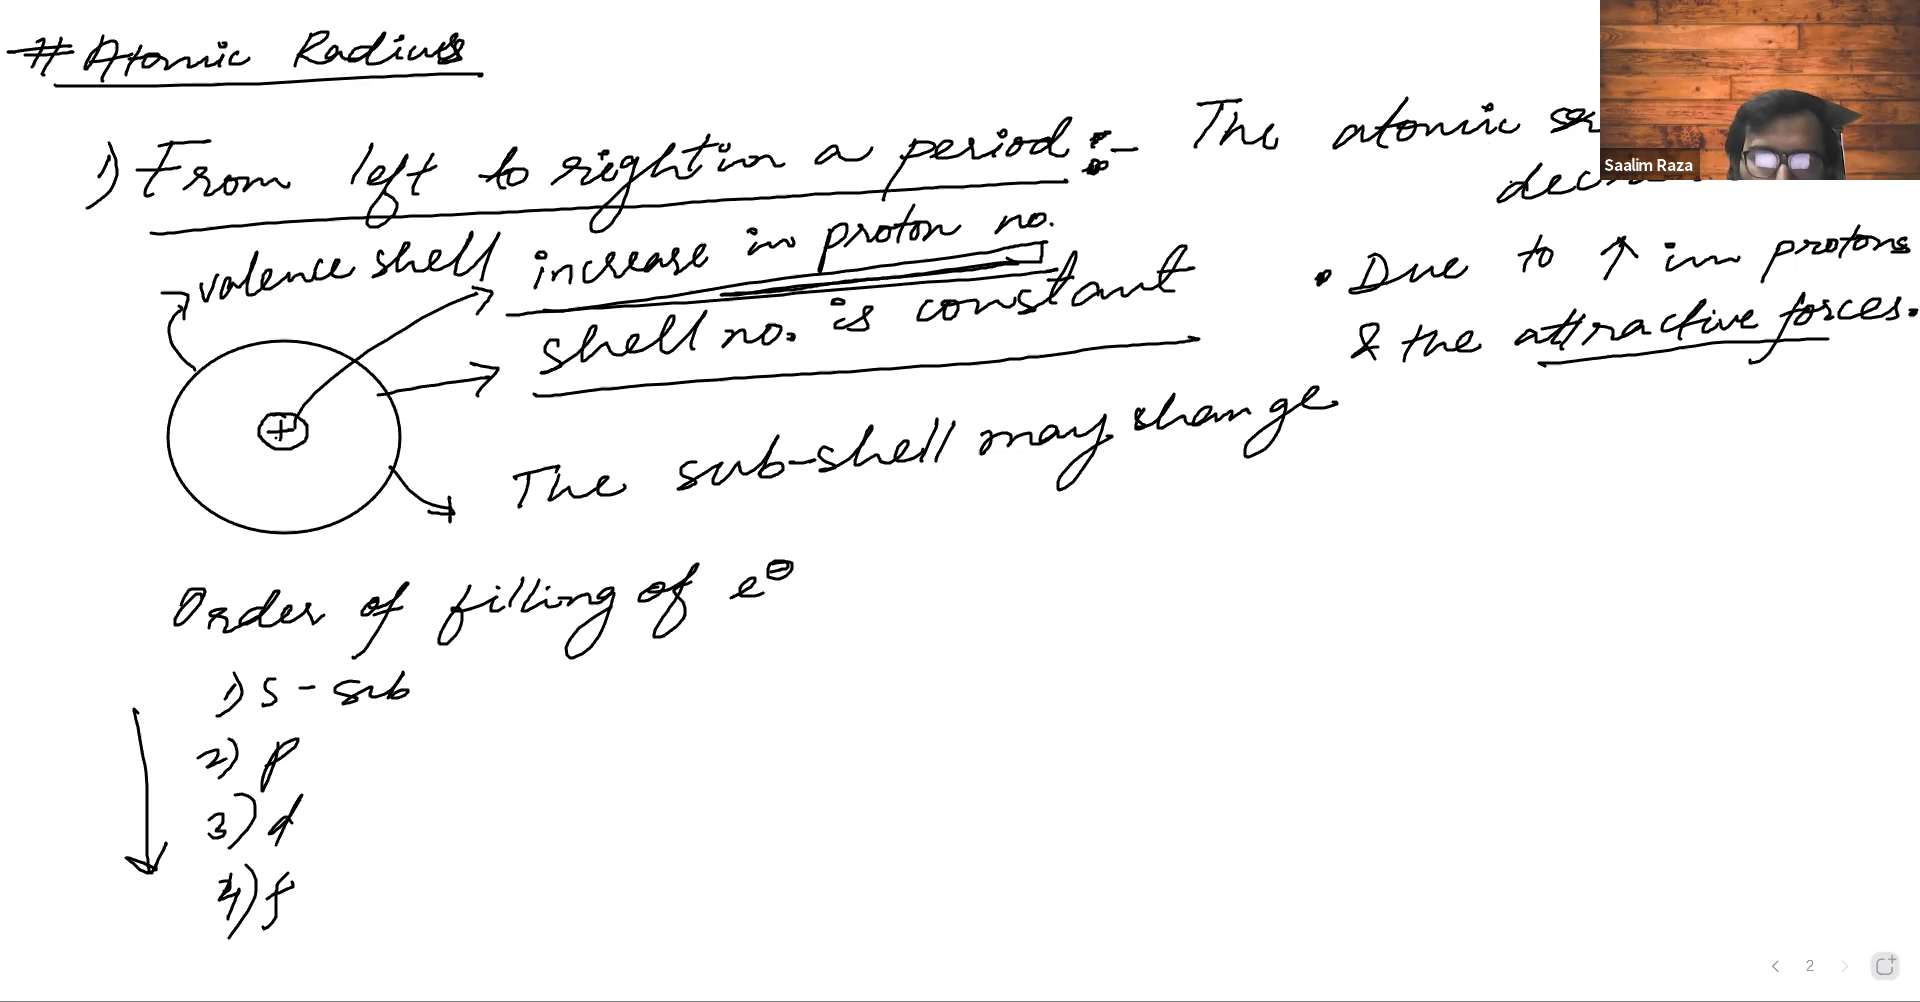 # Atomic Radius
1) From left to right in a period :- The atomic
Saalim Raza
valence shell
increase in proton no.
shell no. is constant
• Due to ↑ in protons
& the attractive forces.
+
The sub-shell may change
Order of filling of e⊖
1) s - sub
2) p
3) d
4) f
2